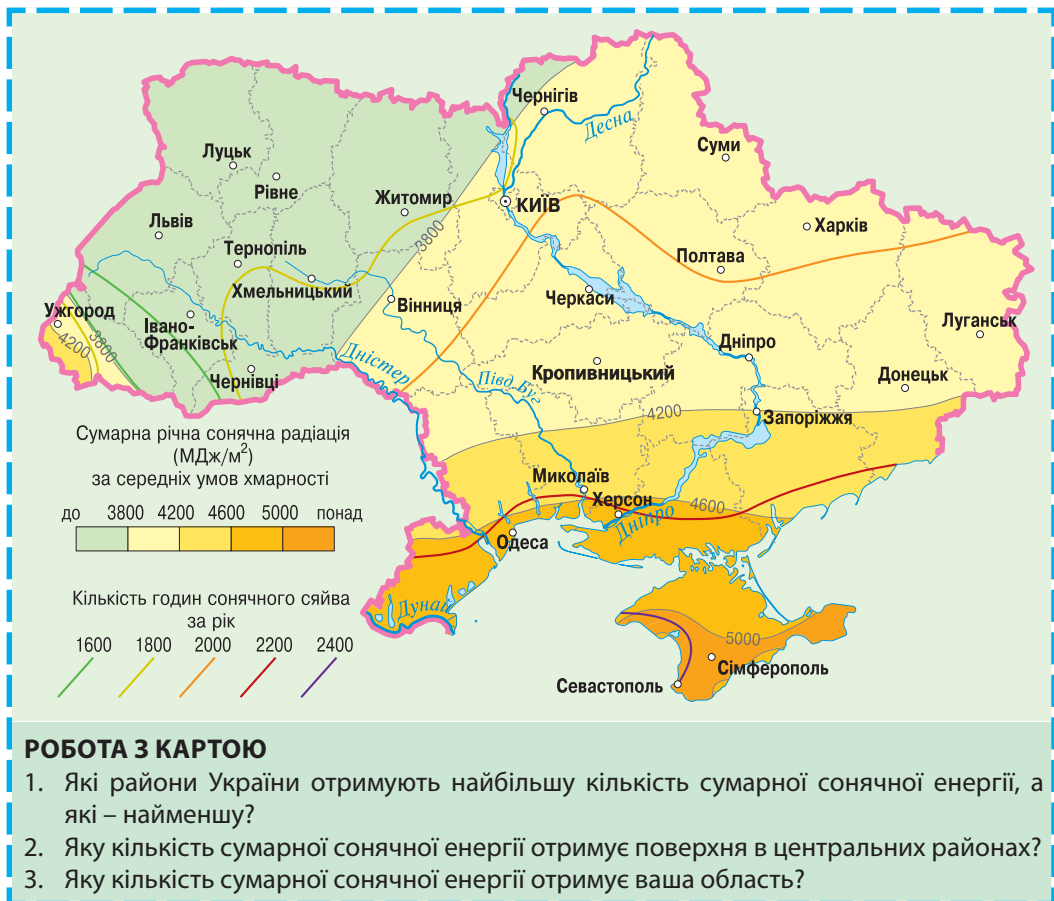 Чернігів
Десна
Суми
Луцьк
Рівне
Житомир
КИЇВ
Львів
Харків
Тернопіль
3800
Полтава
Хмельницький
Вінниця
Черкаси
Ужгород
Івано-
Франківськ
4200
3800
Луганськ
Дністер
Дніпро
Чернівці
Півд Буг
Кропивницький
Донецьк
4200
Запоріжжя
Сумарна річна сонячна радіація
(МДж/м²)
за середніх умов хмарності
до 3800 4200 4600 5000 понад
Миколаїв
Херсон
4600
Дніпро
Одеса
Кількість годин сонячного сяйва
за рік
1600 1800 2000 2200 2400
Дунай
5000
Сімферополь
Севастополь
РОБОТА З КАРТОЮ
1. Які райони України отримують найбільшу кількість сумарної сонячної енергії, а
які – найменшу?
2. Яку кількість сумарної сонячної енергії отримує поверхня в центральних районах?
3. Яку кількість сумарної сонячної енергії отримує ваша область?